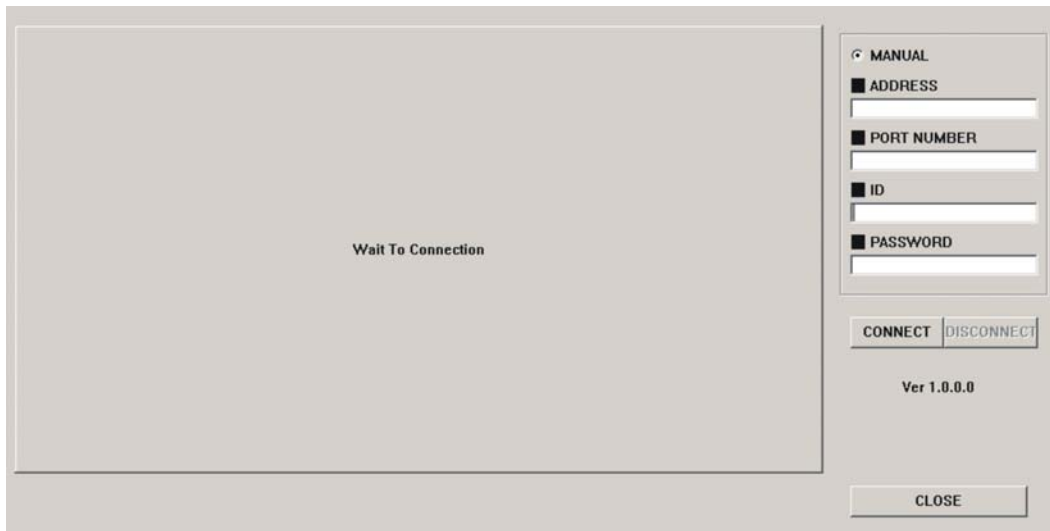 Wait To Connection
MANUAL
ADDRESS
PORT NUMBER
ID
PASSWORD
CONNECT DISCONNECT
Ver 1.0.0.0
CLOSE